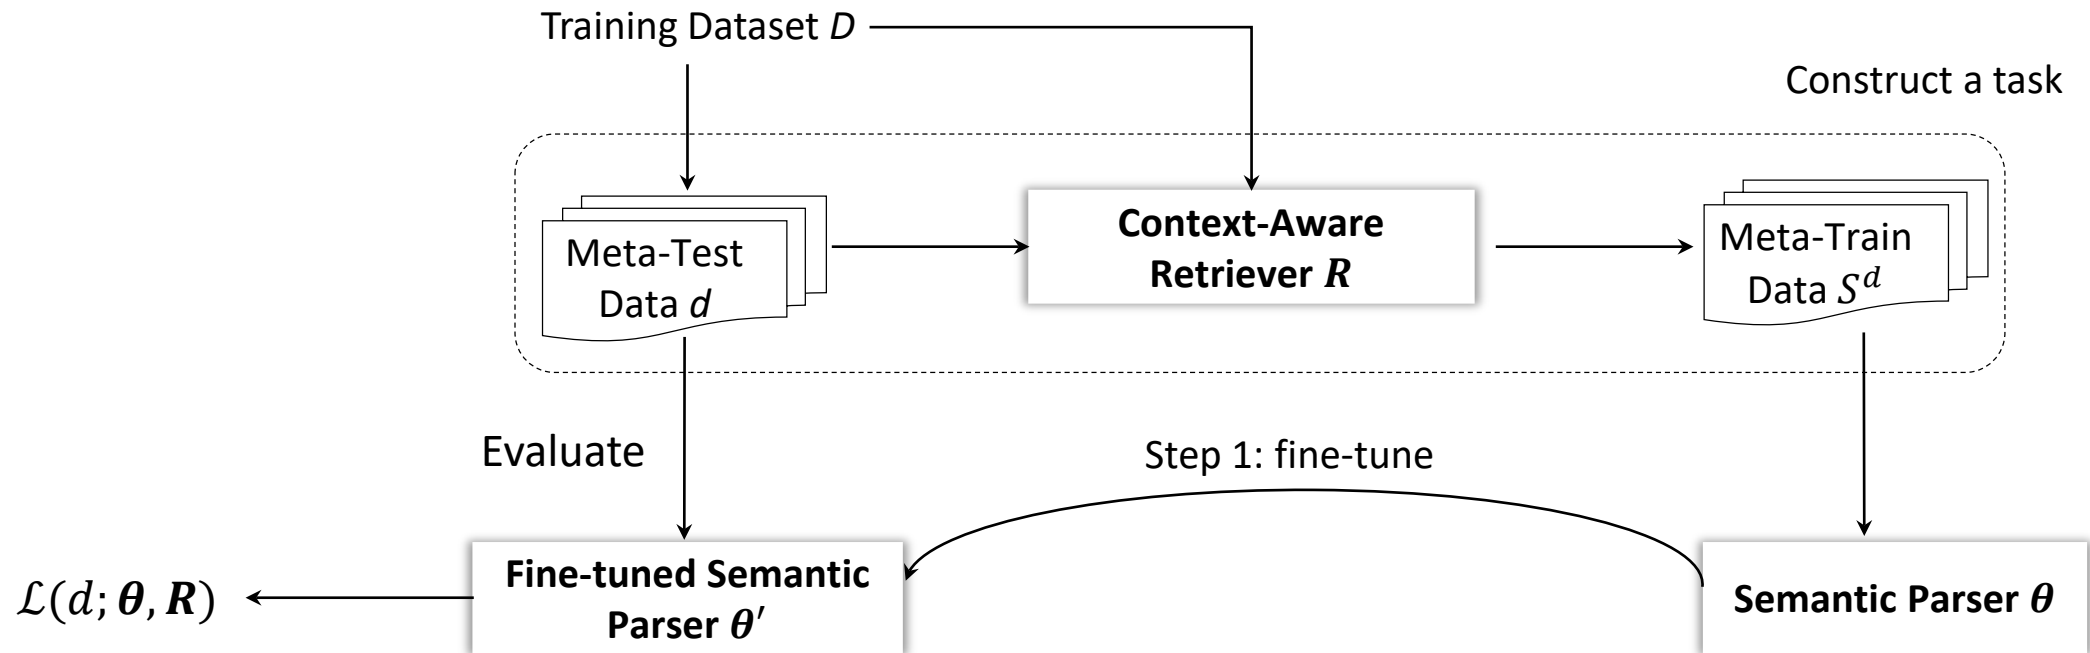 Training Dataset D
Construct a task
Meta-Test
Data d
Context-Aware
Retriever R
Meta-Train
Data S^d
Evaluate
Step 1: fine-tune
Fine-tuned Semantic
Parser θ′
Semantic Parser θ
ℒ(d; θ, R)